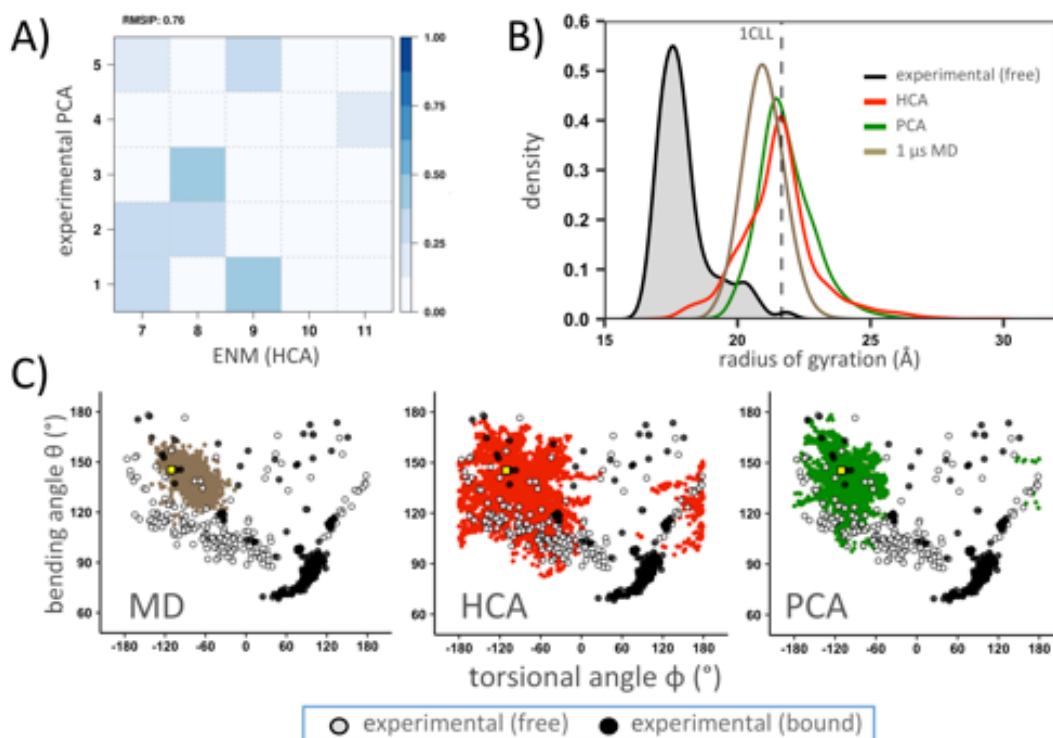 A)
RMSIP: 0.76
experimental PCA
5
4
3
2
1
7 8 9 10 11
ENM (HCA)
1.00
0.75
0.50
0.25
0.00
B)
1CLL
experimental (free)
HCA
PCA
1 µs MD
density
0.6
0.5
0.4
0.3
0.2
0.1
0.0
15 20 25 30
radius of gyration (Å)
C)
bending angle θ (°)
180
150
120
90
60
MD
-180 -120 -60 0 60 120 180
180
150
120
90
60
HCA
-180 -120 -60 0 60 120 180
180
150
120
90
60
PCA
-180 -120 -60 0 60 120 180
torsional angle ϕ (°)
experimental (free) experimental (bound)